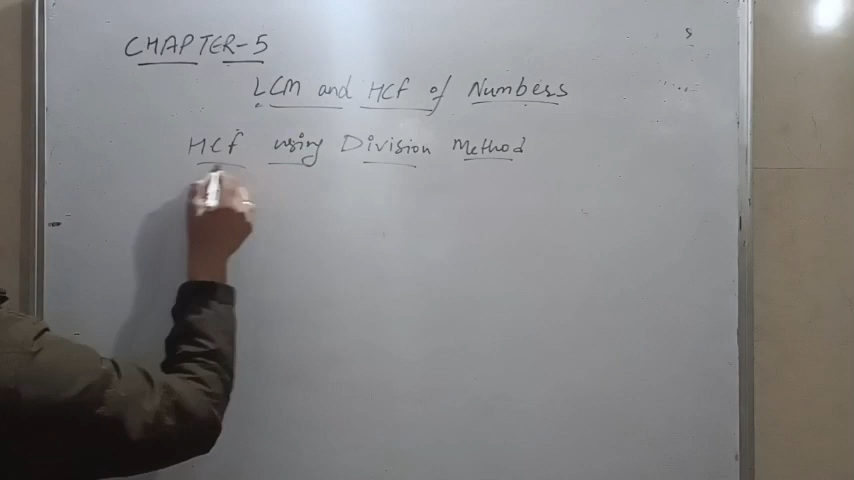 CHAPTER-5
LCM and HCF of Numbers
HCF using Division Method